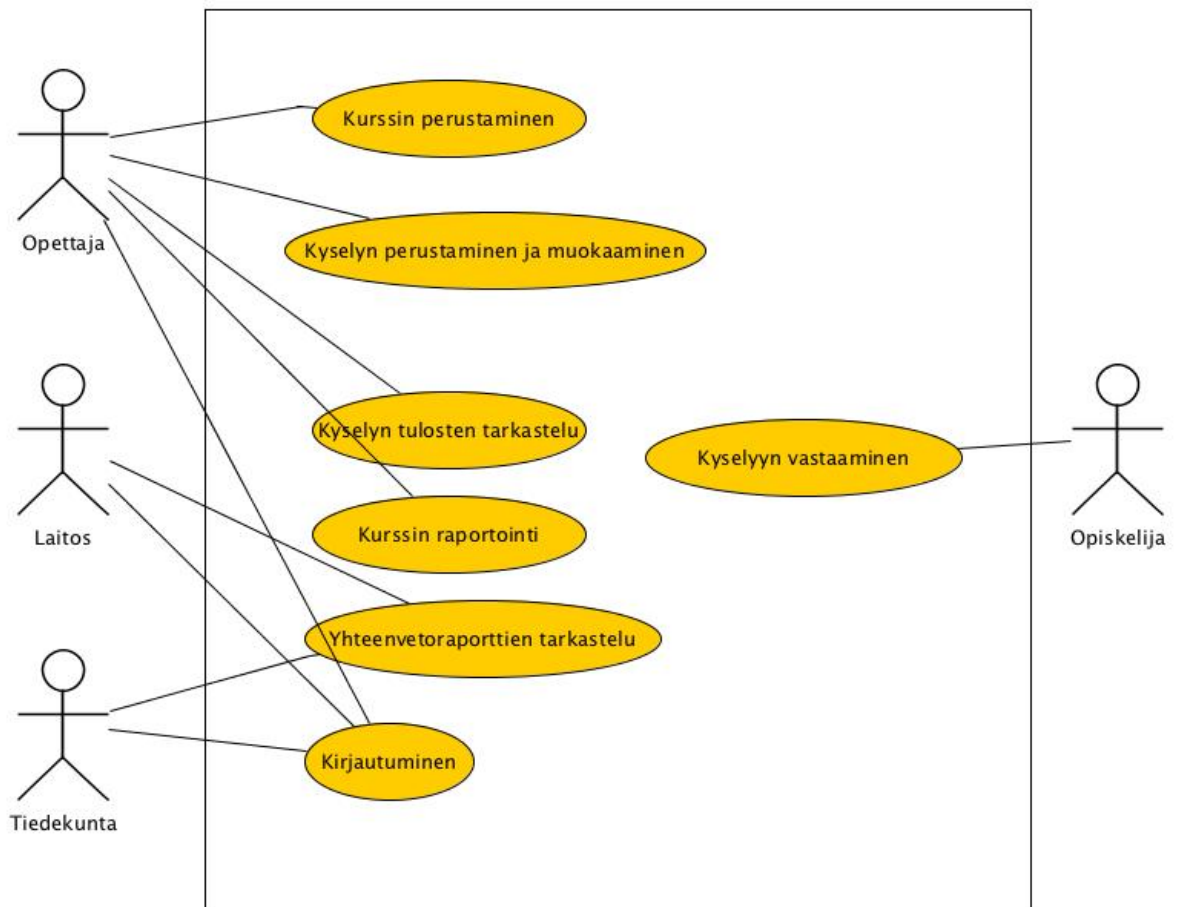 Kurssin perustaminen
Opettaja
Kyselyn perustaminen ja muokaaminen
Kyselyn tulosten tarkastelu
Kyselyyn vastaaminen
Laitos
Kurssin raportointi
Opiskelija
Yhteenvetoraporttien tarkastelu
Kirjautuminen
Tiedekunta